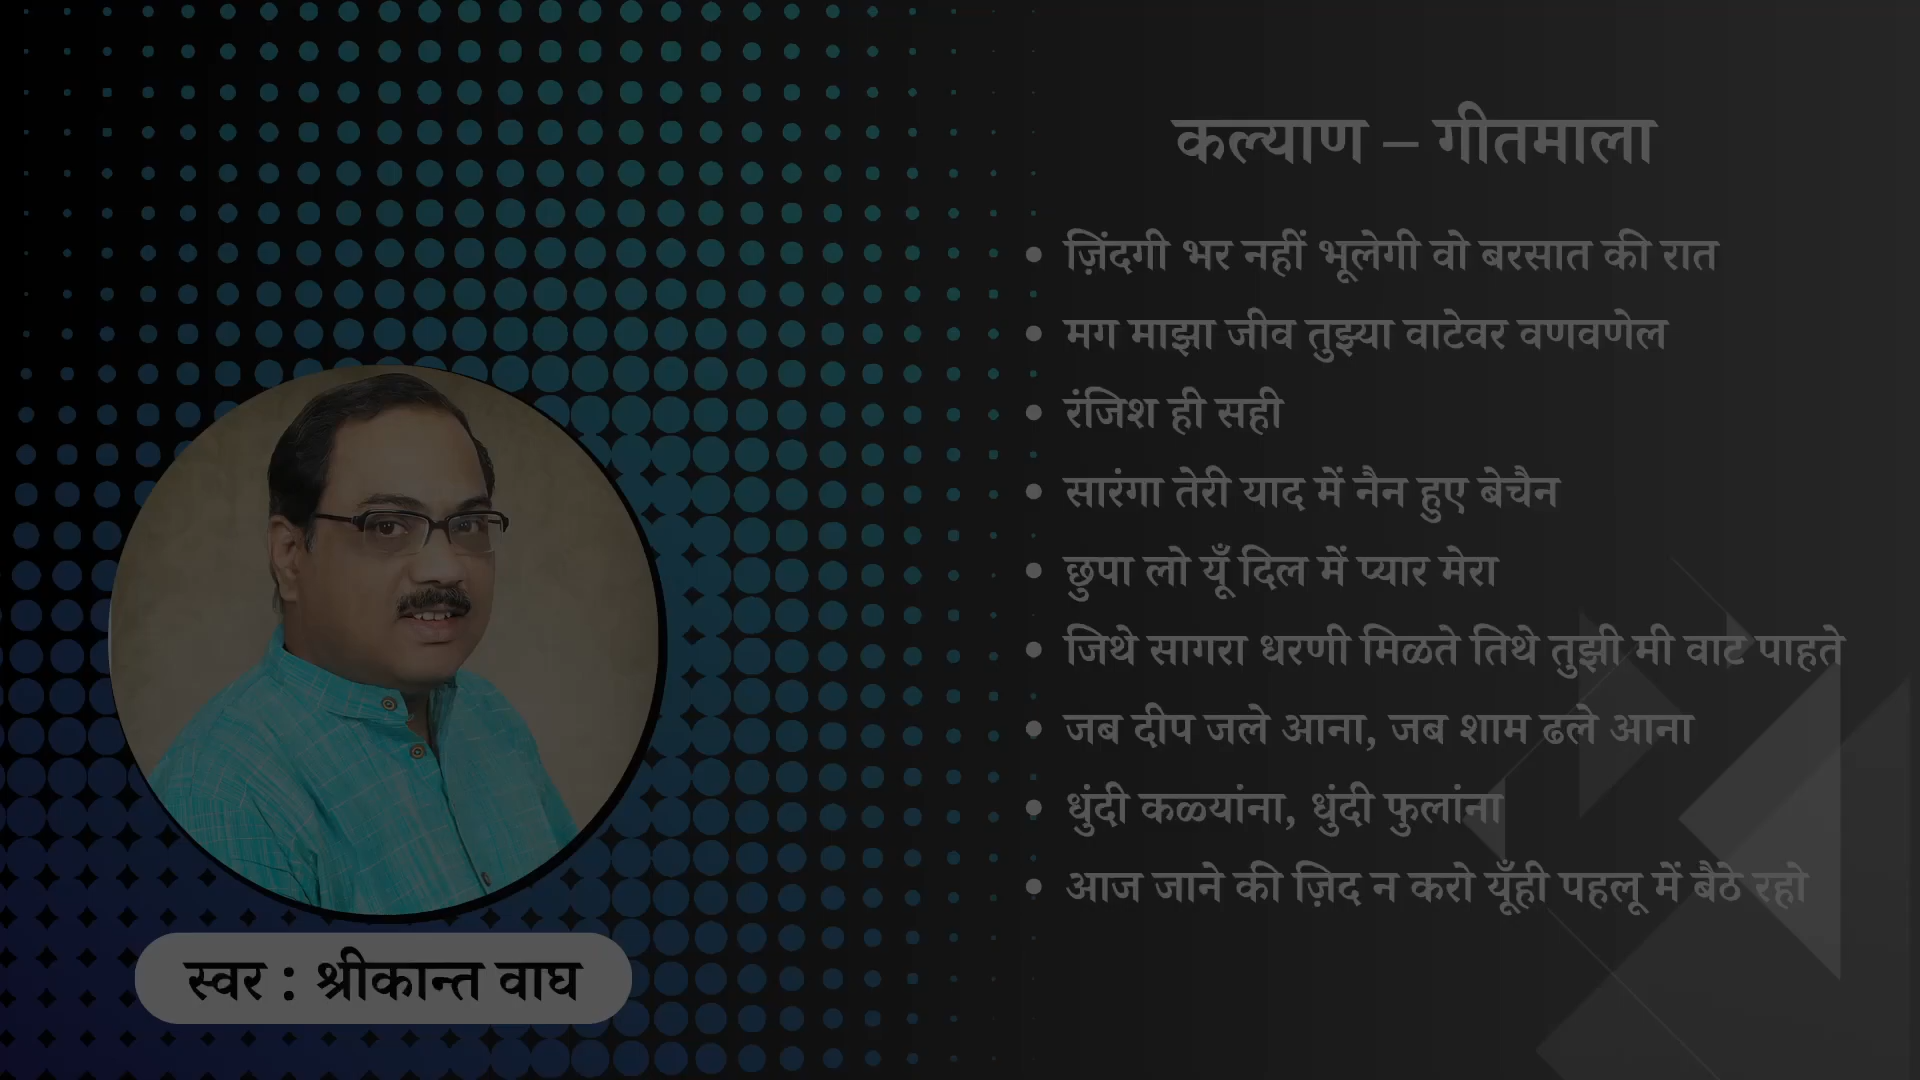 कल्याण – गीतमाला
• ज़िंदगी भर नहीं भूलेगी वो बरसात की रात
• मग माझा जीव तुझ्या वाटेवर वणवणेल
• रंजिश ही सही
• सारंगा तेरी याद में नैन हुए बेचैन
• छुपा लो यूँ दिल में प्यार मेरा
• जिथे सागरा धरणी मिळते तिथे तुझी मी वाट पाहते
• जब दीप जले आना, जब शाम ढले आना
• धुंदी कळ्यांना, धुंदी फुलांना
• आज जाने की ज़िद न करो यूँही पहलू में बैठे रहो
स्वर : श्रीकान्त वाघ